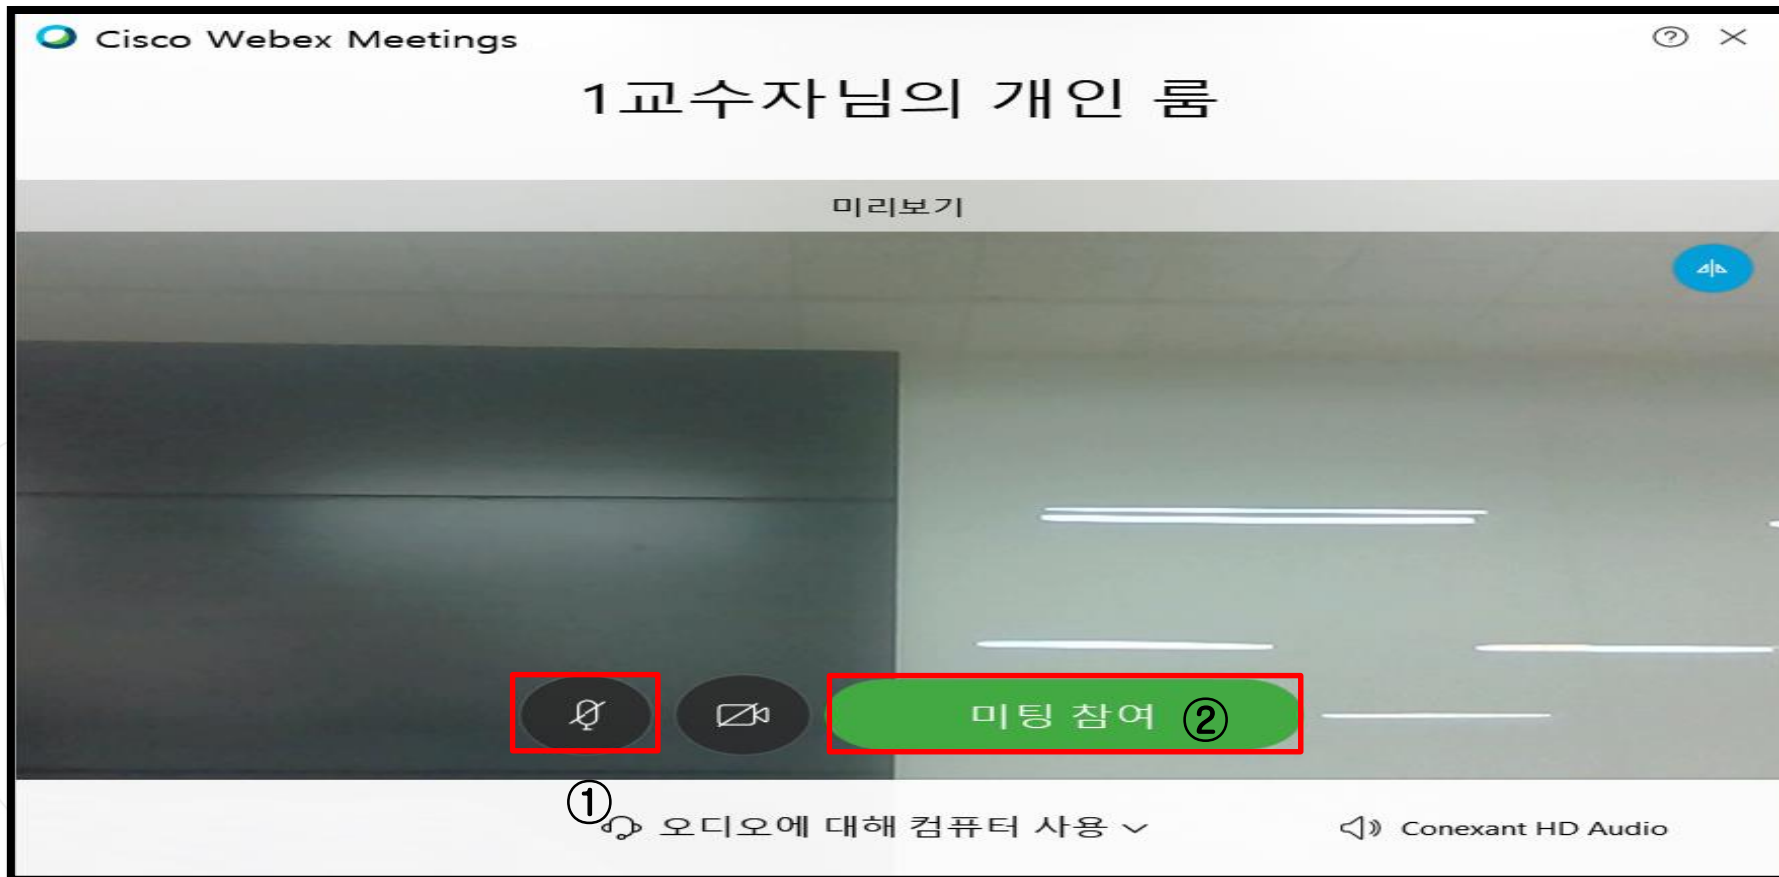 Cisco Webex Meetings
1교수자님의 개인 룸
미리보기
미팅 참여 ②
①
오디오에 대해 컴퓨터 사용
Conexant HD Audio